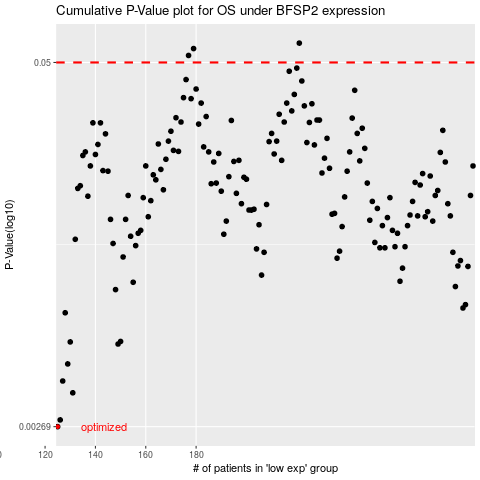 Cumulative P-Value plot for OS under BFSP2 expression
0.05
P-Value(log10)
0.00269
optimized
0 120 140 160 180
# of patients in 'low exp' group